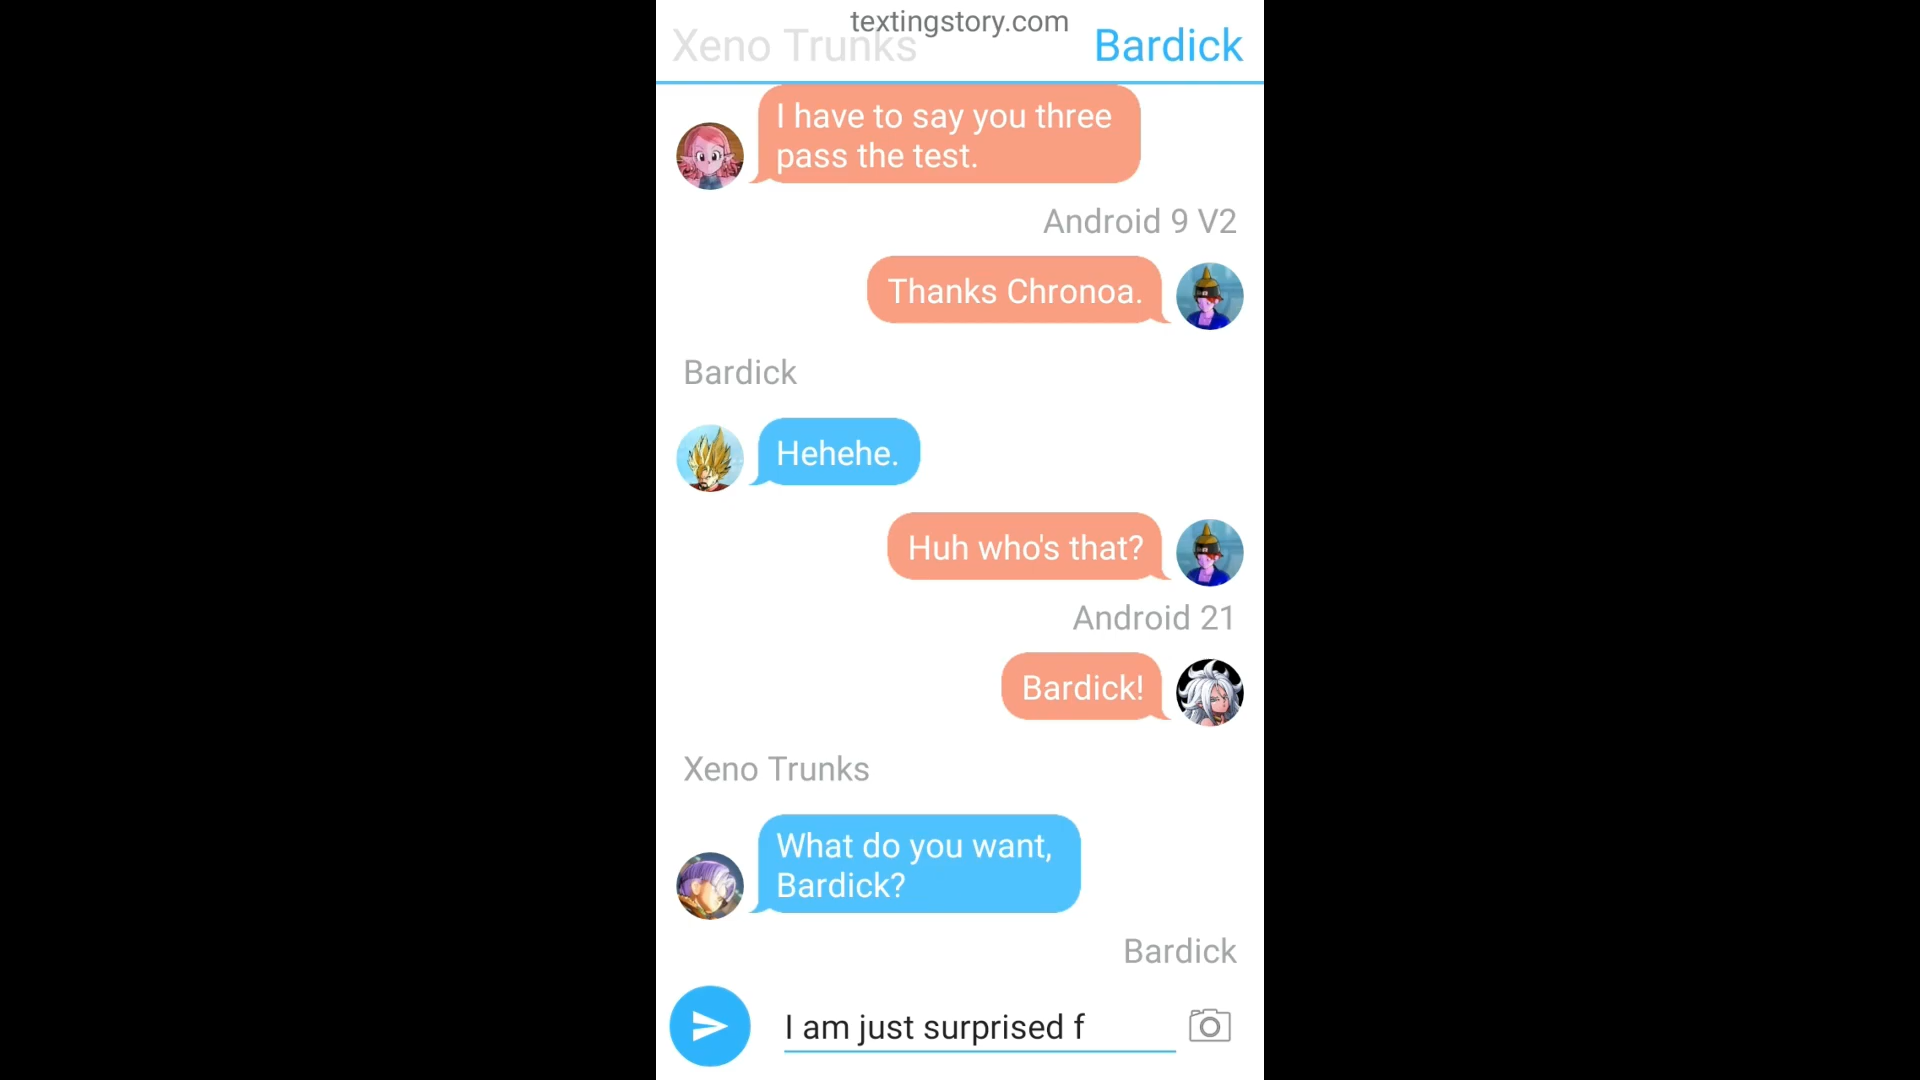 textingstory.com
Xeno Trunks
Bardick
I have to say you three
pass the test.
Android 9 V2
Thanks Chronoa.
Bardick
Hehehe.
Huh who's that?
Android 21
Bardick!
Xeno Trunks
What do you want,
Bardick?
Bardick
I am just surprised f